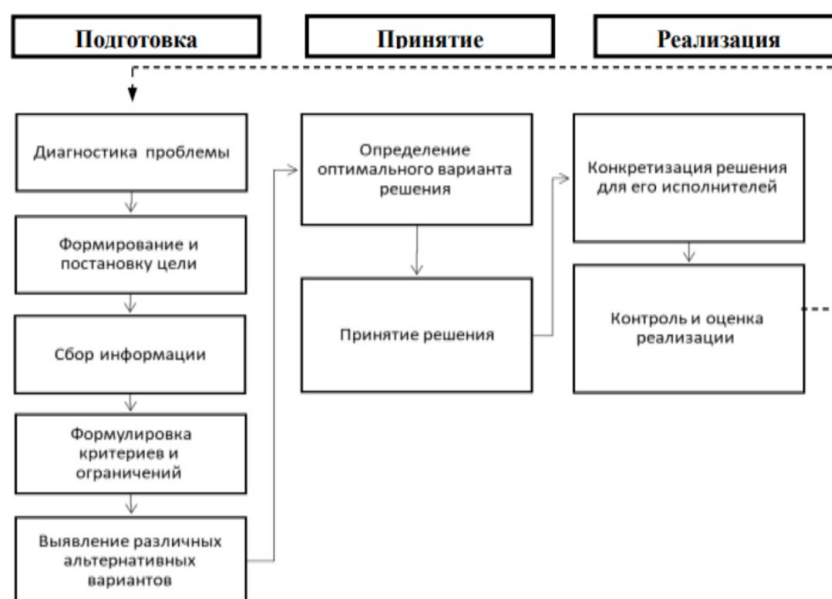 Подготовка
Принятие
Реализация
Диагностика проблемы
Формирование и
постановку цели
Сбор информации
Формулировка
критериев и
ограничений
Выявление различных
альтернативных
вариантов
Определение
оптимального варианта
решения
Принятие решения
Конкретизация решения
для его исполнителей
Контроль и оценка
реализации